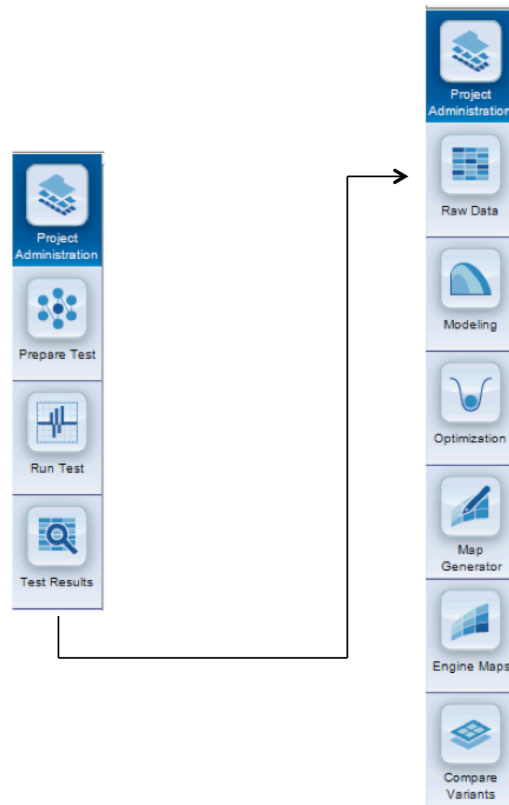 Project
Administration
Prepare Test
Run Test
Test Results
Project
Administration
Raw Data
Modeling
Optimization
Map
Generator
Engine Maps
Compare
Variants